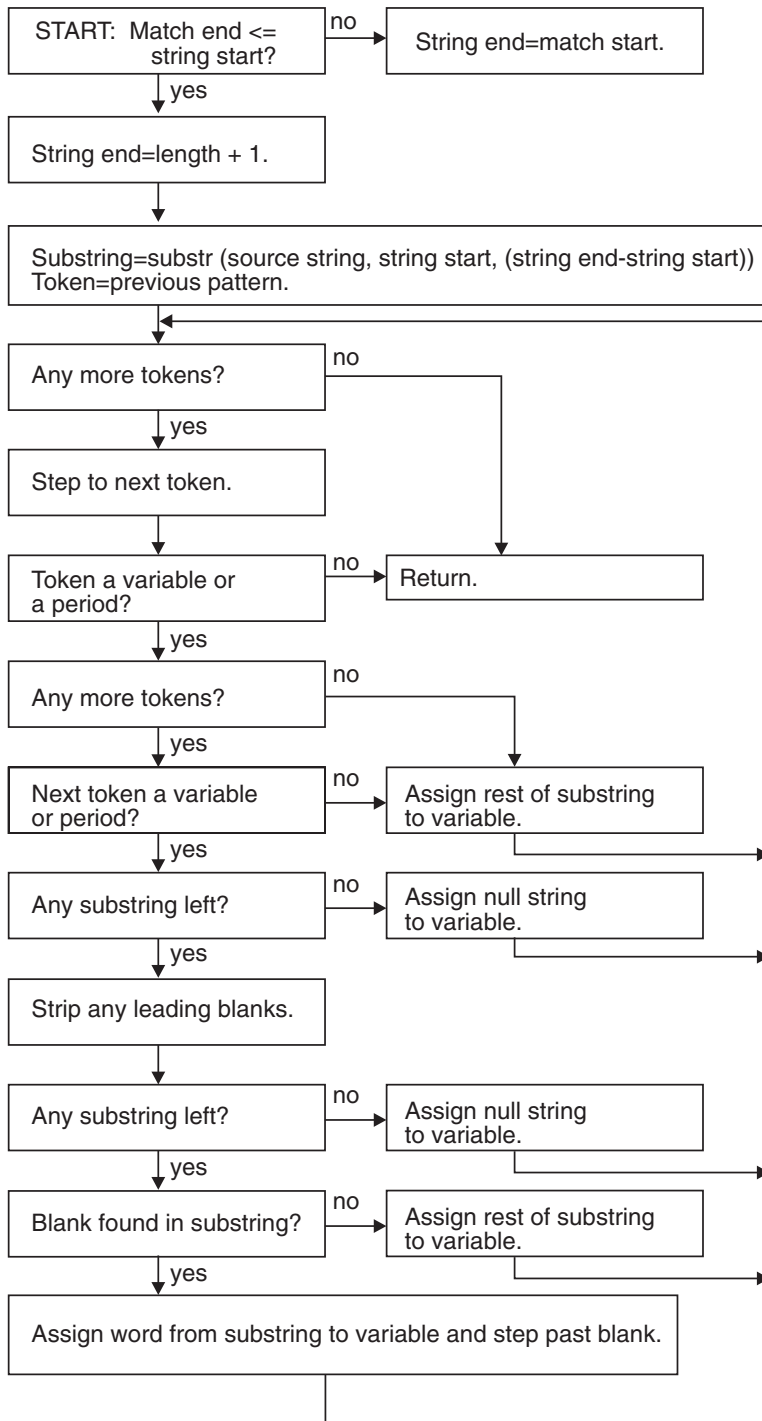 START: Match end <=
string start?
no
String end=match start.
yes
String end=length + 1.
Substring=substr (source string, string start, (string end-string start))
Token=previous pattern.
Any more tokens?
no
yes
Step to next token.
Token a variable or
a period?
no
Return.
yes
Any more tokens?
no
yes
Next token a variable
or period?
no
Assign rest of substring
to variable.
yes
Any substring left?
no
Assign null string
to variable.
yes
Strip any leading blanks.
Any substring left?
no
Assign null string
to variable.
yes
Blank found in substring?
no
Assign rest of substring
to variable.
yes
Assign word from substring to variable and step past blank.